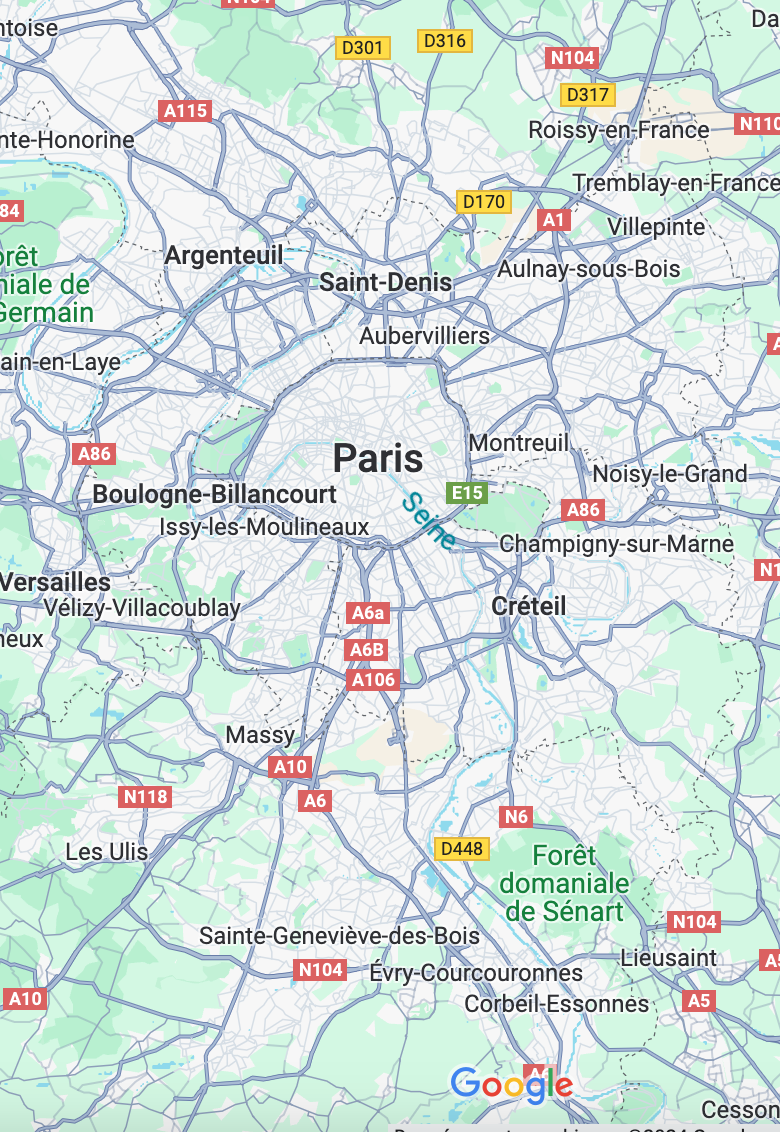 ntoise
D301
D316
N104
D317
A115
Roissy-en-France
N110
nte-Honorine
Tremblay-en-France
84
D170
A1
Villepinte
Argenteuil
Aulnay-sous-Bois
orêt
niale de
Germain
Saint-Denis
Aubervilliers
ain-en-Laye
Montreuil
A86
Paris
Noisy-le-Grand
Boulogne-Billancourt
E15
Seine
A86
Issy-les-Moulineaux
Champigny-sur-Marne
Versailles
N1
Vélizy-Villacoublay
Créteil
A6a
neux
A6B
A106
Massy
A10
N118
A6
N6
Les Ulis
D448
Forêt
domaniale
de Sénart
N104
Sainte-Geneviève-des-Bois
Lieusaint
A5
N104
Évry-Courcouronnes
A10
Corbeil-Essonnes
A5
Google
Cesson